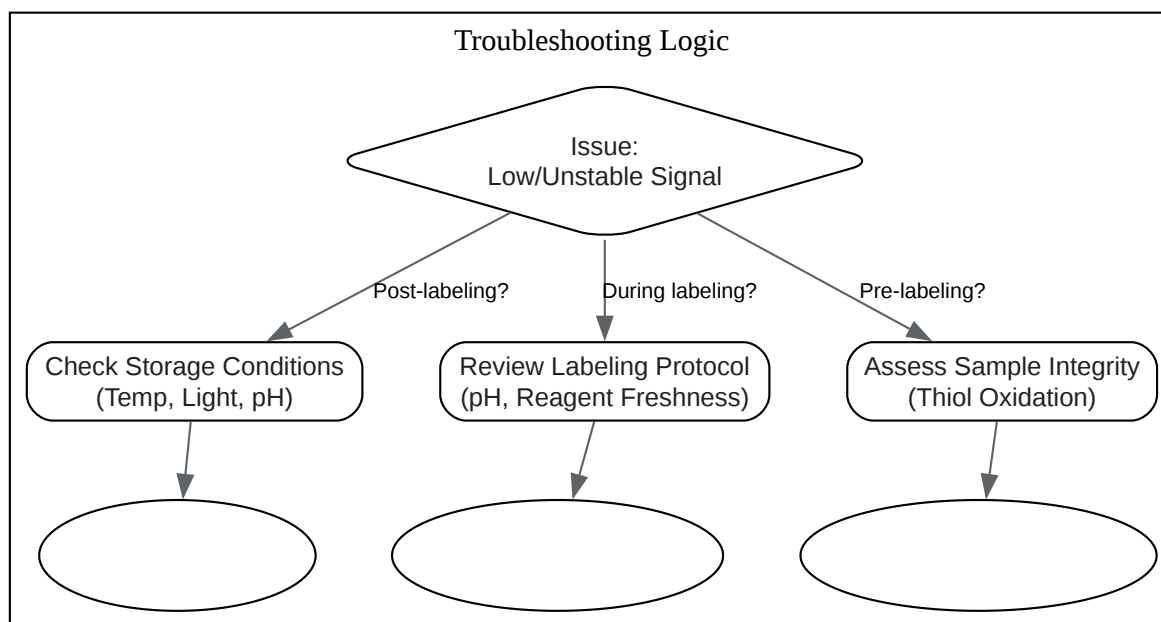 Troubleshooting Logic
Issue:
Low/Unstable Signal
Post-labeling?
During labeling?
Pre-labeling?
Check Storage Conditions
(Temp, Light, pH)
Review Labeling Protocol
(pH, Reagent Freshness)
Assess Sample Integrity
(Thiol Oxidation)